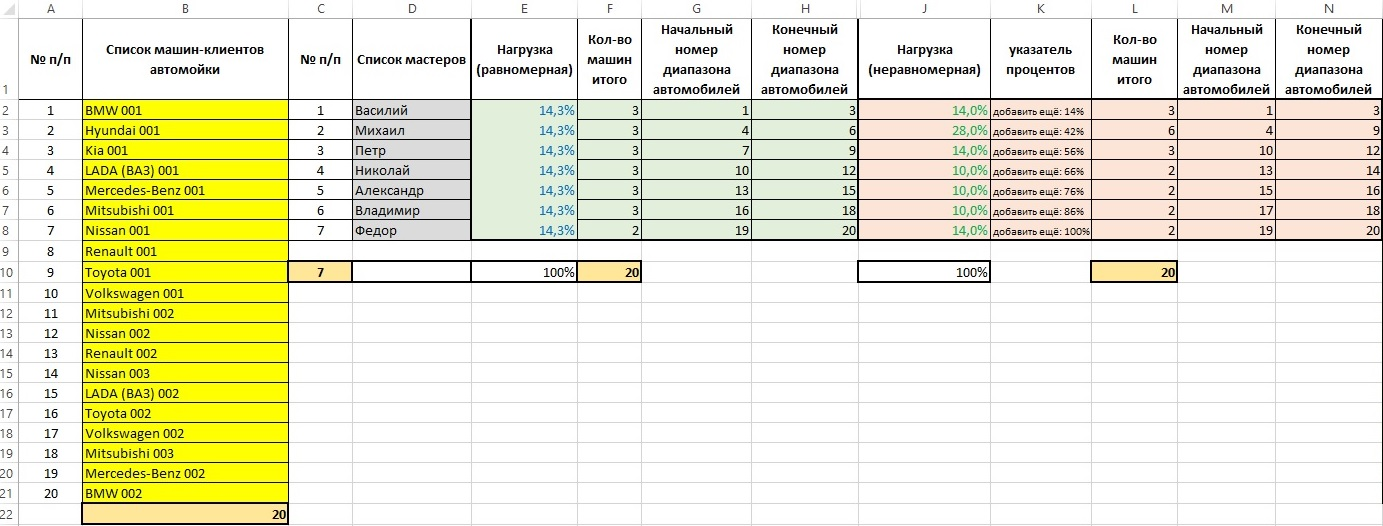 A B C D E F G H J K L M N
1 № п/п Список машин-клиентов автомойки № п/п Список мастеров Нагрузка (равномерная) Кол-во машин итого Начальный номер диапазона автомобилей Конечный номер диапазона автомобилей Нагрузка (неравномерная) указатель процентов Кол-во машин итого Начальный номер диапазона автомобилей Конечный номер диапазона автомобилей
2 1 BMW 001 1 Василий 14,3% 3 1 3 14,0% добавить ещё: 14% 3 1 3
3 2 Hyundai 001 2 Михаил 14,3% 3 4 6 28,0% добавить ещё: 42% 6 4 9
4 3 Kia 001 3 Петр 14,3% 3 7 9 14,0% добавить ещё: 56% 3 10 12
5 4 LADA (ВАЗ) 001 4 Николай 14,3% 3 10 12 10,0% добавить ещё: 66% 2 13 14
6 5 Mercedes-Benz 001 5 Александр 14,3% 3 13 15 10,0% добавить ещё: 76% 2 15 16
7 6 Mitsubishi 001 6 Владимир 14,3% 3 16 18 10,0% добавить ещё: 86% 2 17 18
8 7 Nissan 001 7 Федор 14,3% 2 19 20 14,0% добавить ещё: 100% 2 19 20
9 8 Renault 001
10 9 Toyota 001 7 100% 20 100% 20
11 10 Volkswagen 001
12 11 Mitsubishi 002
13 12 Nissan 002
14 13 Renault 002
15 14 Nissan 003
16 15 LADA (ВАЗ) 002
17 16 Toyota 002
18 17 Volkswagen 002
19 18 Mitsubishi 003
20 19 Mercedes-Benz 002
21 20 BMW 002
22 20